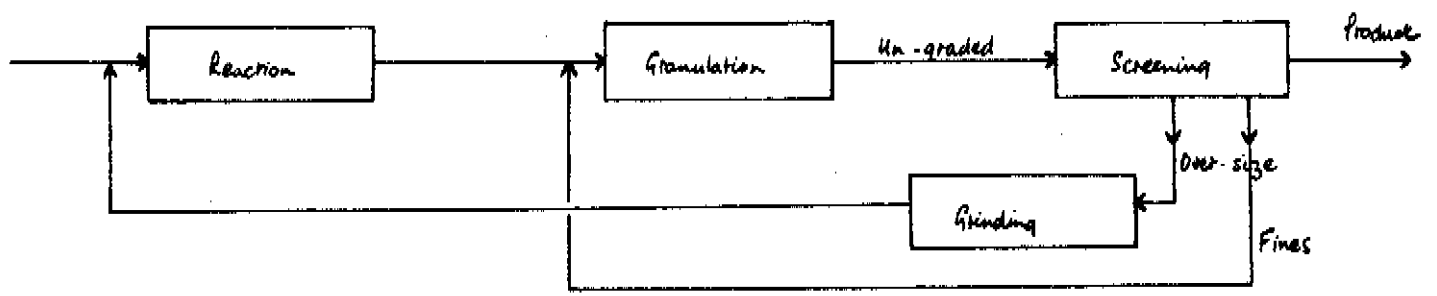 Reaction
Granulation
Un-graded
Screening
Product
Over-size
Grinding
Fines